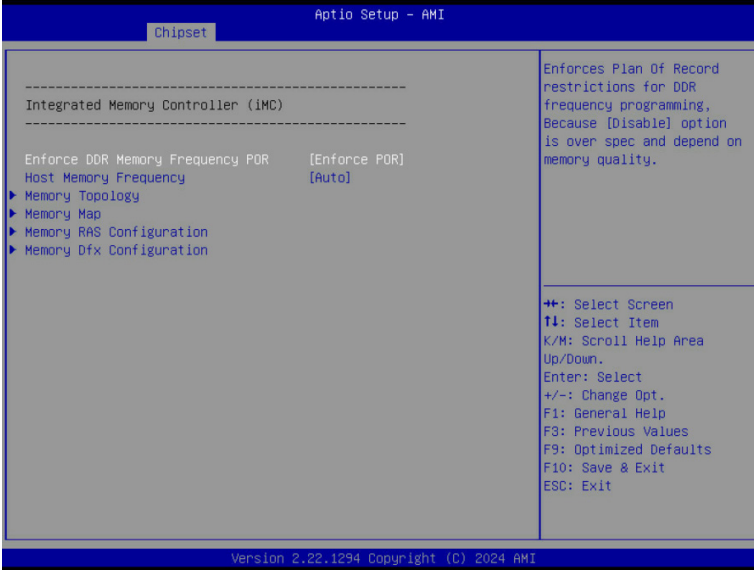 Aptio Setup - AMI
Chipset
------------------------------------------------------------
Integrated Memory Controller (iMC)
------------------------------------------------------------
Enforce DDR Memory Frequency POR [Enforce POR]
Host Memory Frequency [Auto]
Memory Topology
Memory Map
Memory RAS Configuration
Memory Dfx Configuration
Enforces Plan Of Record
restrictions for DDR
frequency programming,
Because [Disable] option
is over spec and depend on
memory quality.
→←: Select Screen
↑↓: Select Item
K/M: Scroll Help Area
Up/Down.
Enter: Select
+/-: Change Opt.
F1: General Help
F3: Previous Values
F9: Optimized Defaults
F10: Save & Exit
ESC: Exit
Version 2.22.1294 Copyright (C) 2024 AMI